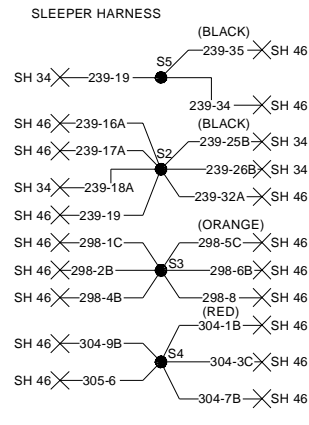 SLEEPER HARNESS
(BLACK)
239-35 SH 46
S5
SH 34 239-19
239-34 SH 46
(BLACK)
SH 46 239-16A
239-25B SH 34
SH 46 239-17A
S2
239-26B SH 34
SH 34 239-18A
239-32A SH 46
SH 46 239-19
(ORANGE)
SH 46 298-1C 298-5C SH 46
S3
SH 46 298-2B 298-6B SH 46
SH 46 298-4B 298-8 SH 46
(RED)
304-1B SH 46
SH 46 304-9B
S4
304-3C SH 46
SH 46 305-6
304-7B SH 46